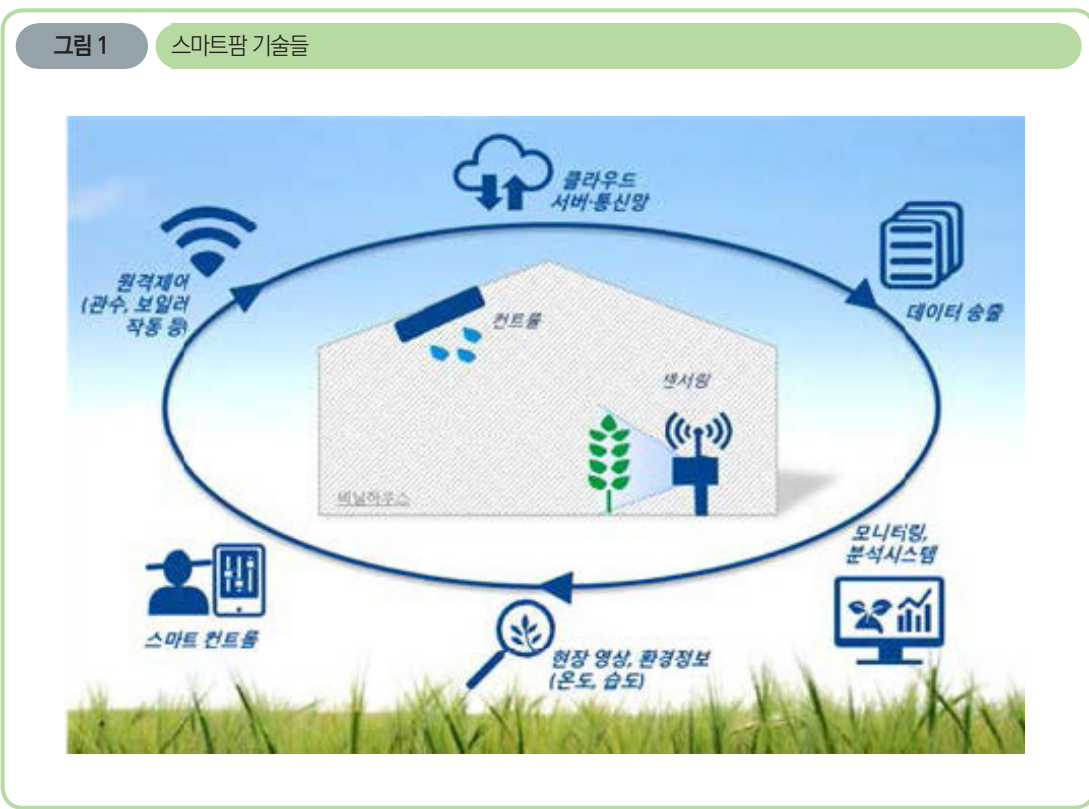 그림 1
스마트팜 기술들
클라우드
서버·통신망
원격제어
(관수, 보일러
작동 등)
데이터 송출
컨트롤
센서링
비닐하우스
모니터링,
분석시스템
스마트 컨트롤
현장 영상, 환경정보
(온도, 습도)